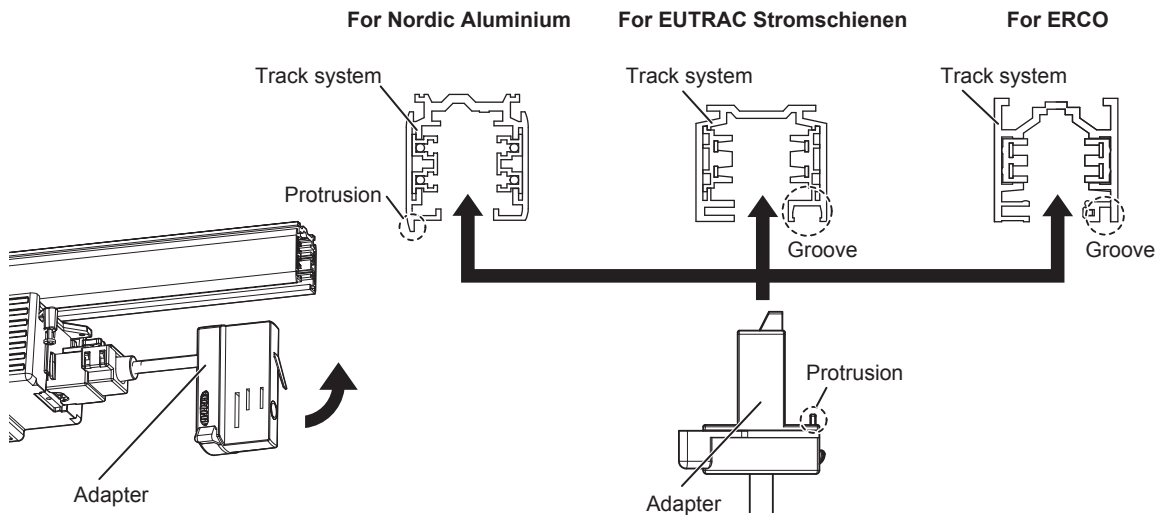 For Nordic Aluminium
For EUTRAC Stromschienen
For ERCO
Track system
Track system
Track system
Protrusion
Groove
Groove
Protrusion
Adapter
Adapter